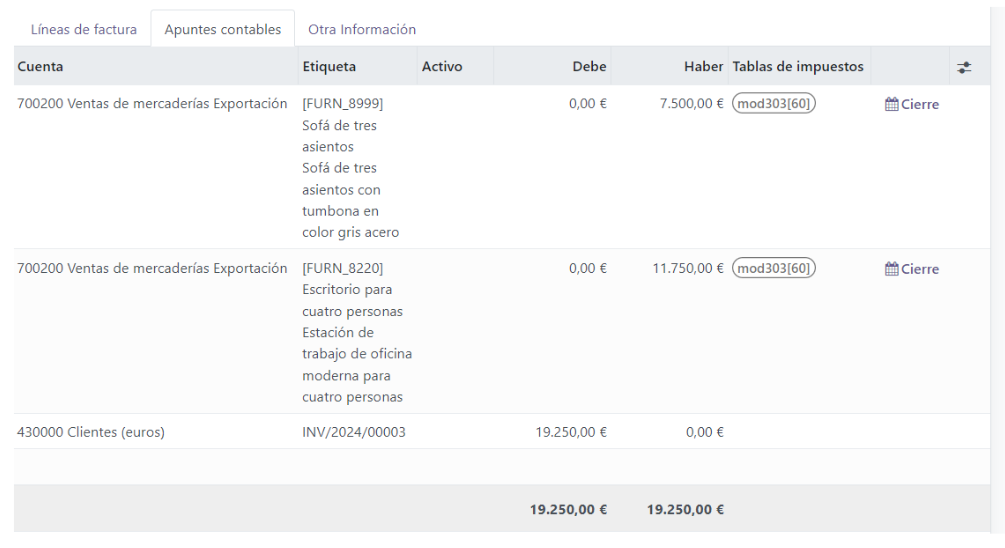 Líneas de factura Apuntes contables Otra Información
Cuenta Etiqueta Activo Debe Haber Tablas de impuestos
700200 Ventas de mercaderías Exportación [FURN_8999] 0,00 € 7.500,00 € mod303[60] Cierre
Sofá de tres
asientos
Sofá de tres
asientos con
tumbona en
color gris acero
700200 Ventas de mercaderías Exportación [FURN_8220] 0,00 € 11.750,00 € mod303[60] Cierre
Escritorio para
cuatro personas
Estación de
trabajo de oficina
moderna para
cuatro personas
430000 Clientes (euros) INV/2024/00003 19.250,00 € 0,00 €
19.250,00 € 19.250,00 €